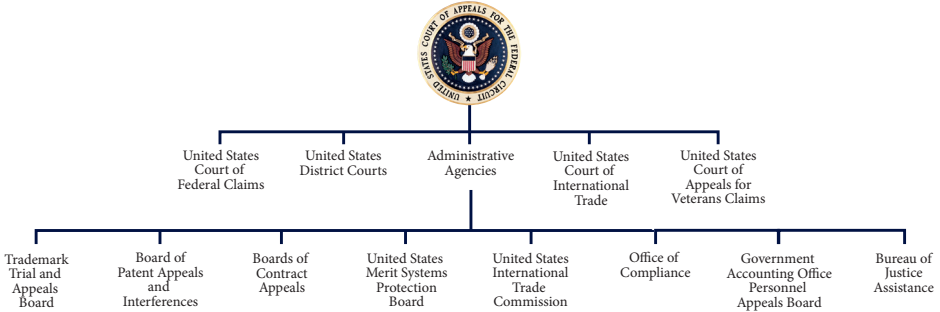 UNITED STATES COURT OF APPEALS FOR THE FEDERAL CIRCUIT
United States
Court of
Federal Claims
United States
District Courts
Administrative
Agencies
United States
Court of
International
Trade
United States
Court of
Appeals for
Veterans Claims
Trademark
Trial and
Appeals
Board
Board of
Patent Appeals
and
Interferences
Boards of
Contract
Appeals
United States
Merit Systems
Protection
Board
United States
International
Trade
Commission
Office of
Compliance
Government
Accounting Office
Personnel
Appeals Board
Bureau of
Justice
Assistance